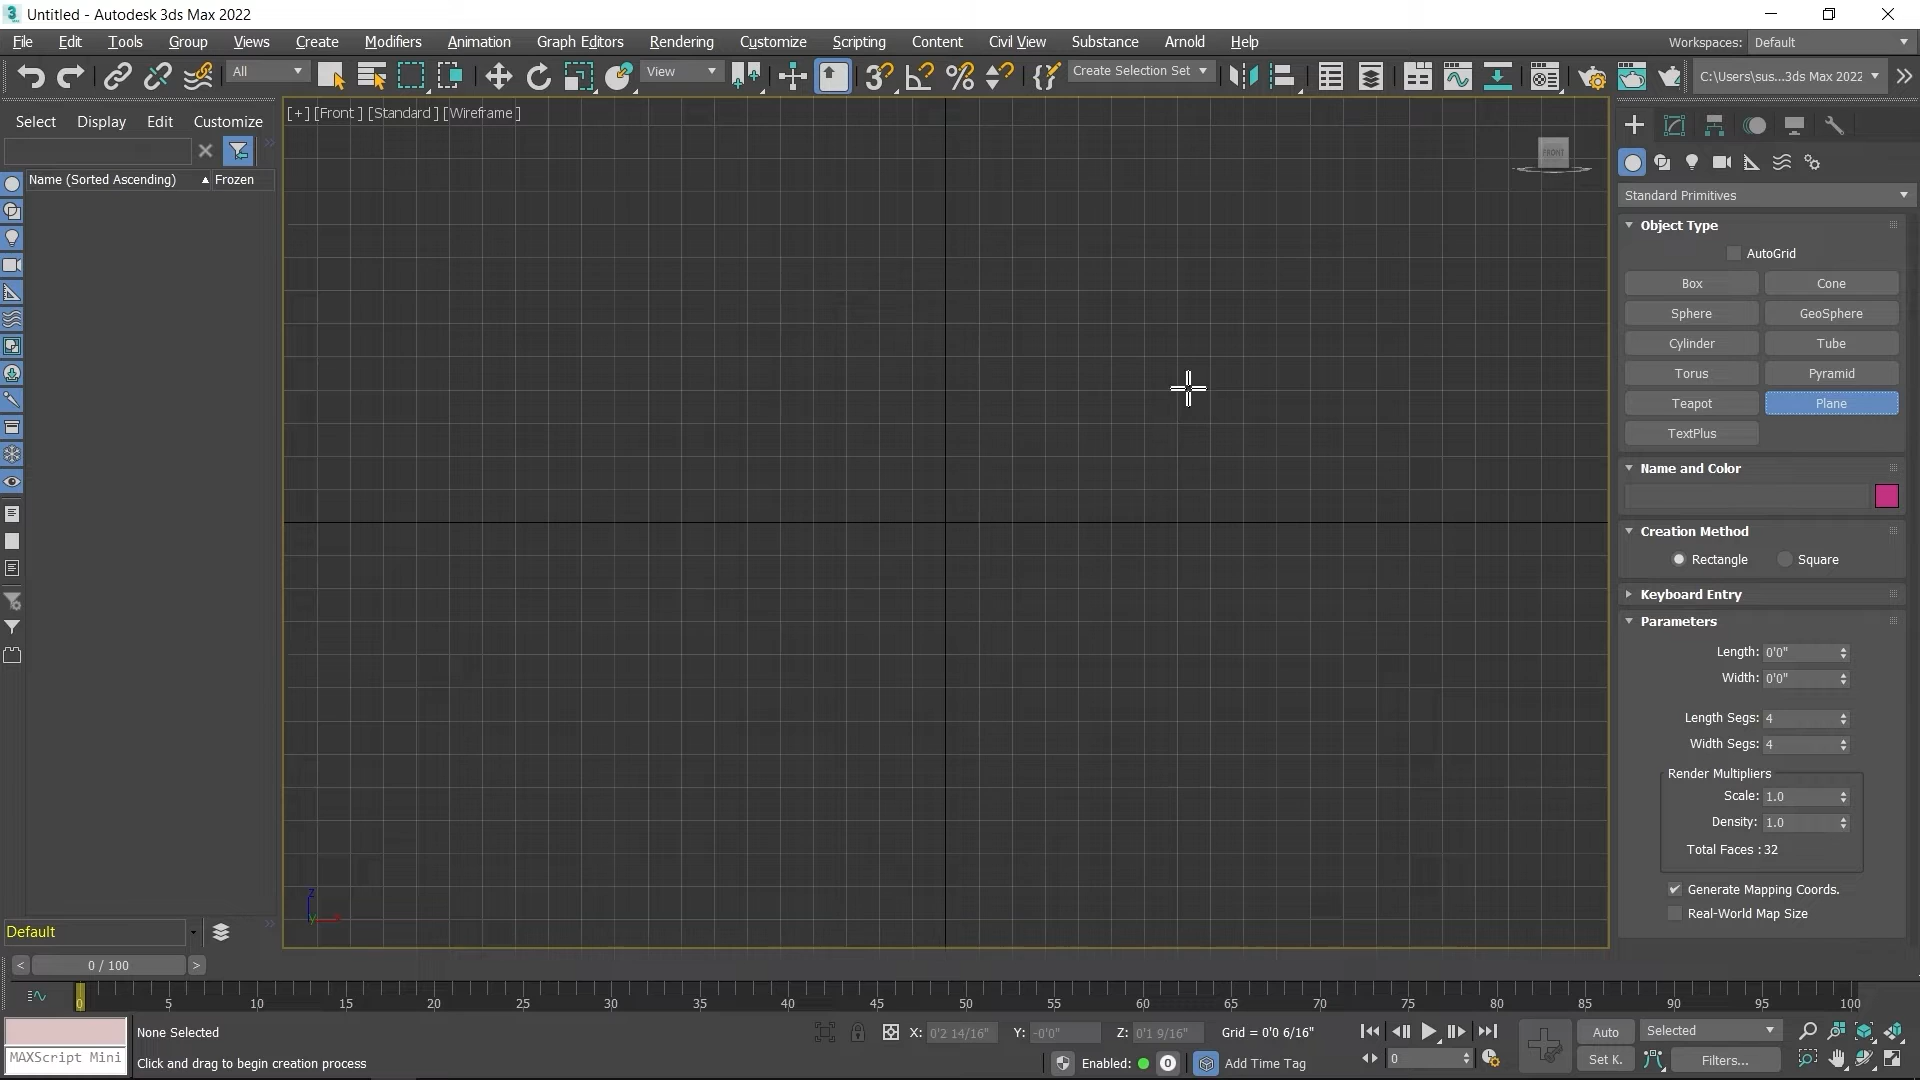 Untitled - Autodesk 3ds Max 2022
File Edit Tools Group Views Create Modifiers Animation Graph Editors Rendering Customize Scripting Content Civil View Substance Arnold Help Workspaces: Default
All View Create Selection Set C:\Users\sus...3ds Max 2022
[+] [Front ] [Standard ] [Wireframe ]
Select Display Edit Customize
Name (Sorted Ascending) Frozen
FRONT
Standard Primitives
Object Type
AutoGrid
Box Cone
Sphere GeoSphere
Cylinder Tube
Torus Pyramid
Teapot Plane
TextPlus
Name and Color
Creation Method
Rectangle Square
Keyboard Entry
Parameters
Length: 0'0"
Width: 0'0"
Length Segs: 4
Width Segs: 4
Render Multipliers
Scale: 1.0
Density: 1.0
Total Faces : 32
Generate Mapping Coords.
Real-World Map Size
z
y x
Default
< 0 / 100 >
0 5 10 15 20 25 30 35 40 45 50 55 60 65 70 75 80 85 90 95 100
None Selected X: 0'2 14/16" Y: -0'0" Z: 0'1 9/16" Grid = 0'0 6/16" Auto Selected
MAXScript Mini Click and drag to begin creation process Enabled: 0 Add Time Tag 0 Set K. Filters...